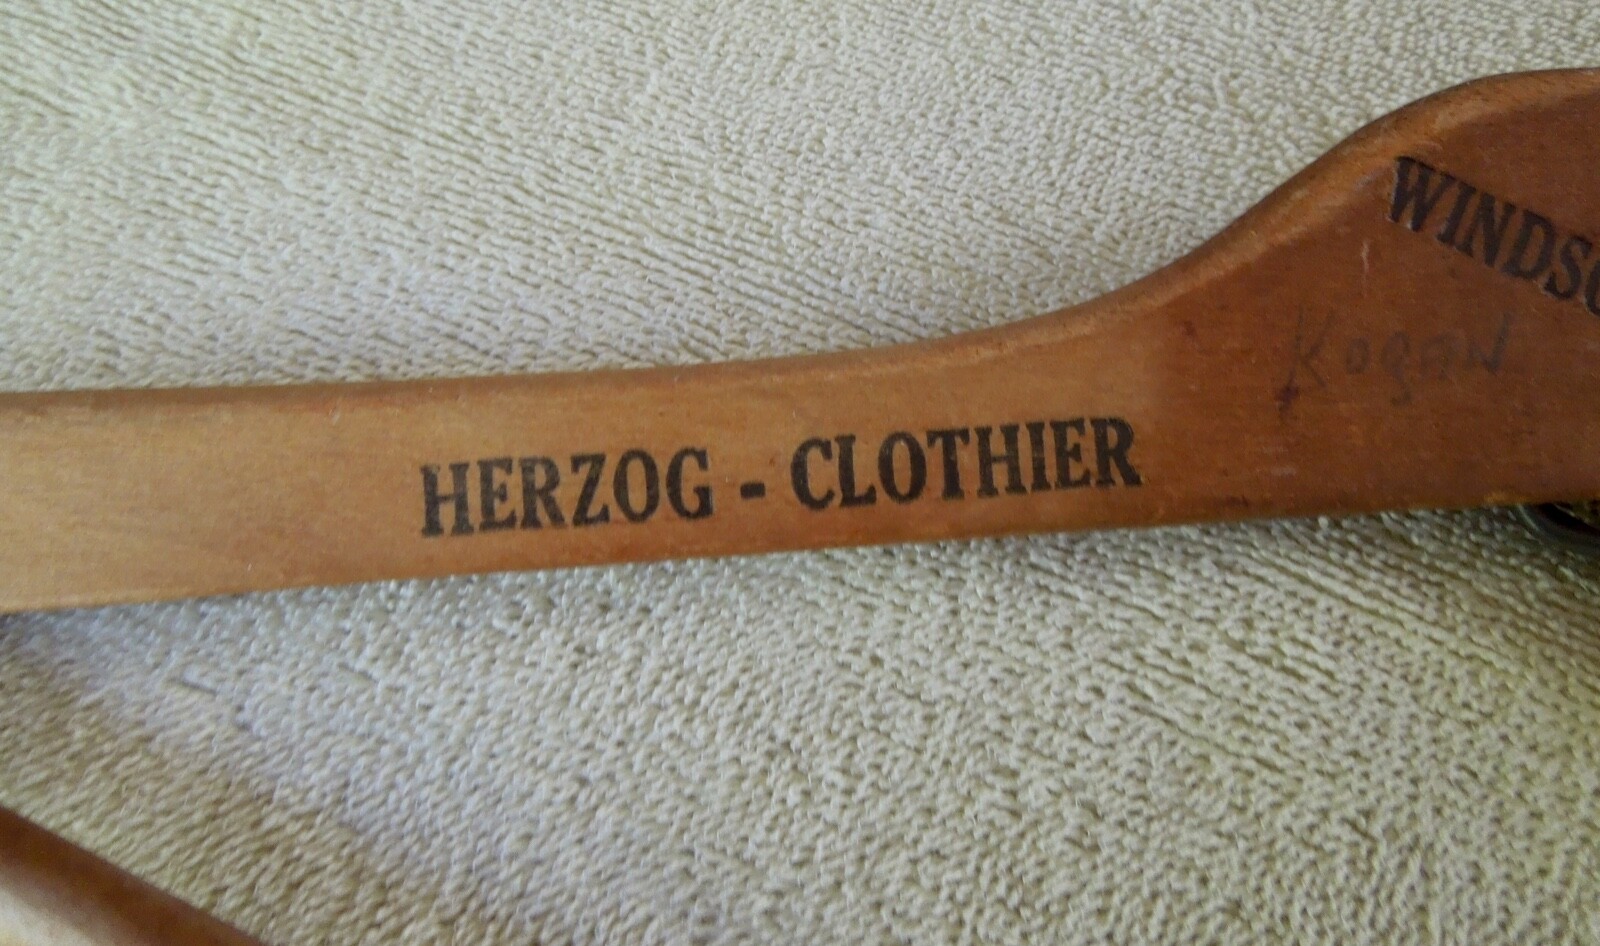 HERZOG - CLOTHIER
WINDSO
Kogan